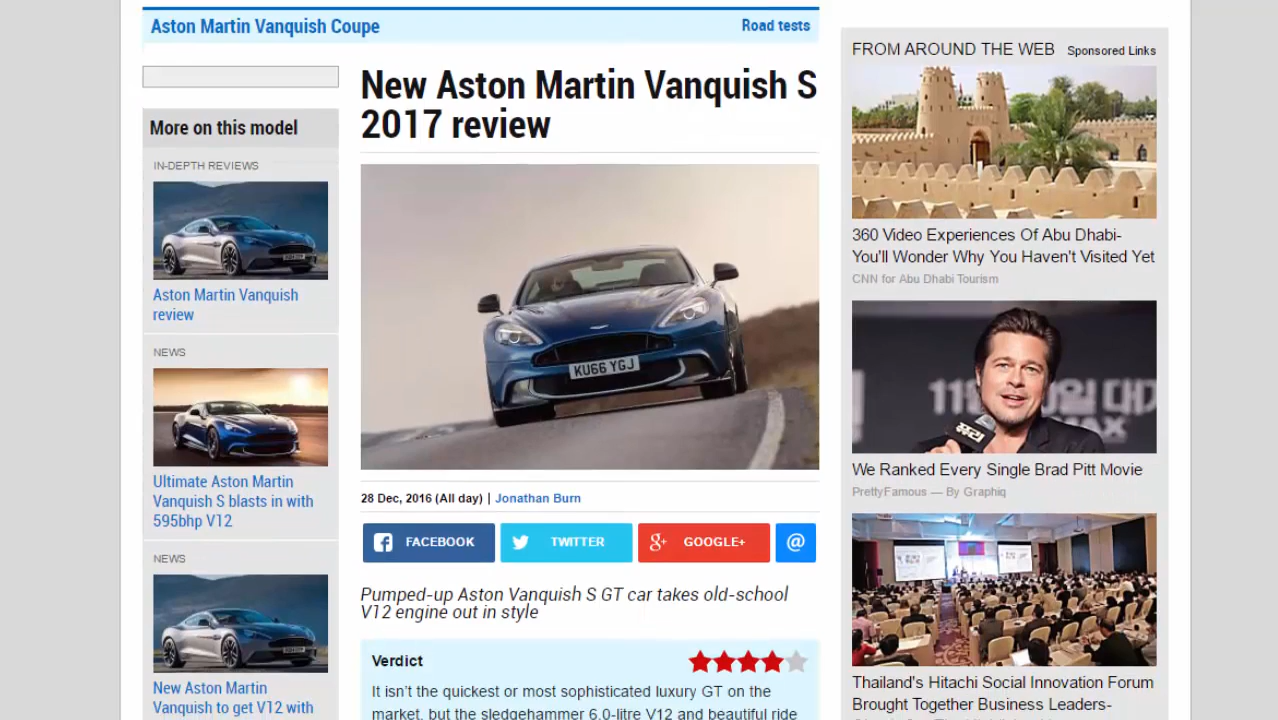 Aston Martin Vanquish Coupe
Road tests
More on this model
IN-DEPTH REVIEWS
Aston Martin Vanquish
review
NEWS
Ultimate Aston Martin
Vanquish S blasts in with
595bhp V12
NEWS
New Aston Martin
Vanquish to get V12 with
New Aston Martin Vanquish S
2017 review
KU66 YGJ
28 Dec, 2016 (All day) | Jonathan Burn
FACEBOOK
TWITTER
GOOGLE+
@
Pumped-up Aston Vanquish S GT car takes old-school
V12 engine out in style
Verdict
It isn't the quickest or most sophisticated luxury GT on the
market, but the sledgehammer 6.0-litre V12 and beautiful ride
FROM AROUND THE WEB Sponsored Links
360 Video Experiences Of Abu Dhabi-
You'll Wonder Why You Haven't Visited Yet
CNN for Abu Dhabi Tourism
We Ranked Every Single Brad Pitt Movie
PrettyFamous — By Graphiq
Thailand's Hitachi Social Innovation Forum
Brought Together Business Leaders-